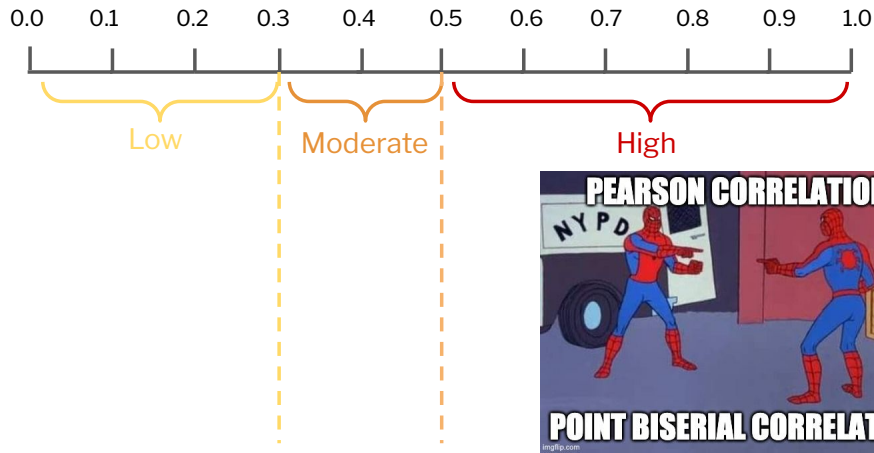 0.0 0.1 0.2 0.3 0.4 0.5 0.6 0.7 0.8 0.9 1.0
Low Moderate High
PEARSON CORRELATIO
NYPD
POINT BISERIAL CORRELAT
imgflip.com